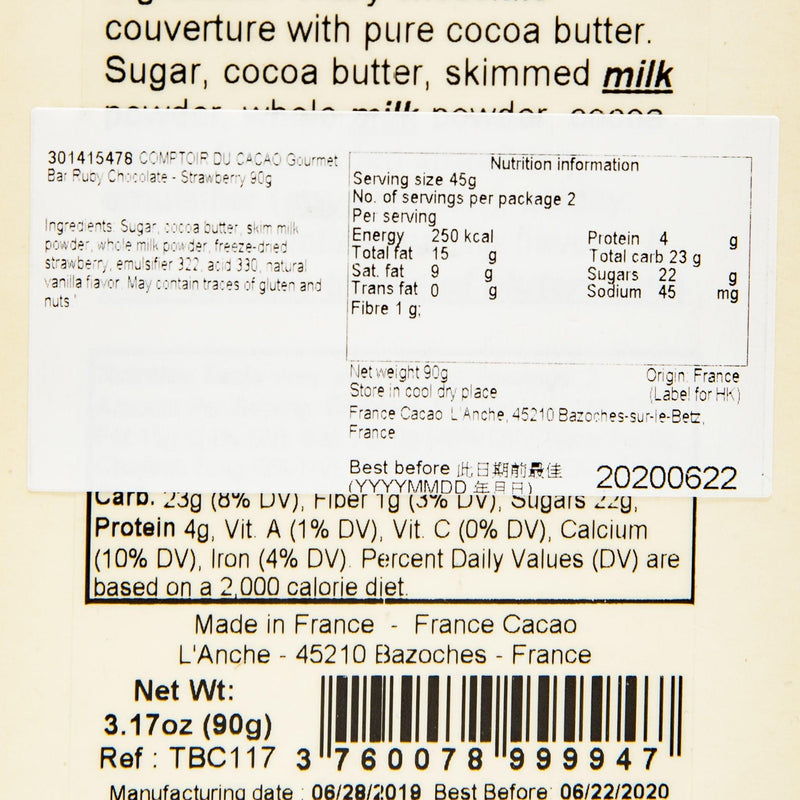 couverture with pure cocoa butter.
Sugar, cocoa butter, skimmed milk
powder, whole milk powder, cocoa
301415478 COMPTOIR DU CACAO Gourmet
Bar Ruby Chocolate - Strawberry 90g
Ingredients: Sugar, cocoa butter, skim milk
powder, whole milk powder, freeze-dried
strawberry, emulsifier 322, acid 330, natural
vanilla flavor. May contain traces of gluten and
nuts '
Nutrition information
Serving size 45g
No. of servings per package 2
Per serving
Energy 250 kcal
Total fat 15 g
Sat. fat 9 g
Trans fat 0 g
Fibre 1 g;
Protein 4 g
Total carb 23 g
Sugars 22 g
Sodium 45 mg
Net weight 90g
Store in cool dry place
Origin: France
(Label for HK)
France Cacao L'Anche, 45210 Bazoches-sur-le-Betz,
France
Best before 此日期前最佳
(YYYYMMDD 年月日)
20200622
Carb. 23g (8% DV), Fiber 1g (3% DV), Sugars 22g,
Protein 4g, Vit. A (1% DV), Vit. C (0% DV), Calcium
(10% DV), Iron (4% DV). Percent Daily Values (DV) are
based on a 2,000 calorie diet.
Made in France - France Cacao
L'Anche - 45210 Bazoches - France
Net Wt:
3.17oz (90g)
Ref : TBC117
3 760078 999947
Manufacturing date : 06/28/2019 Best Before: 06/22/2020